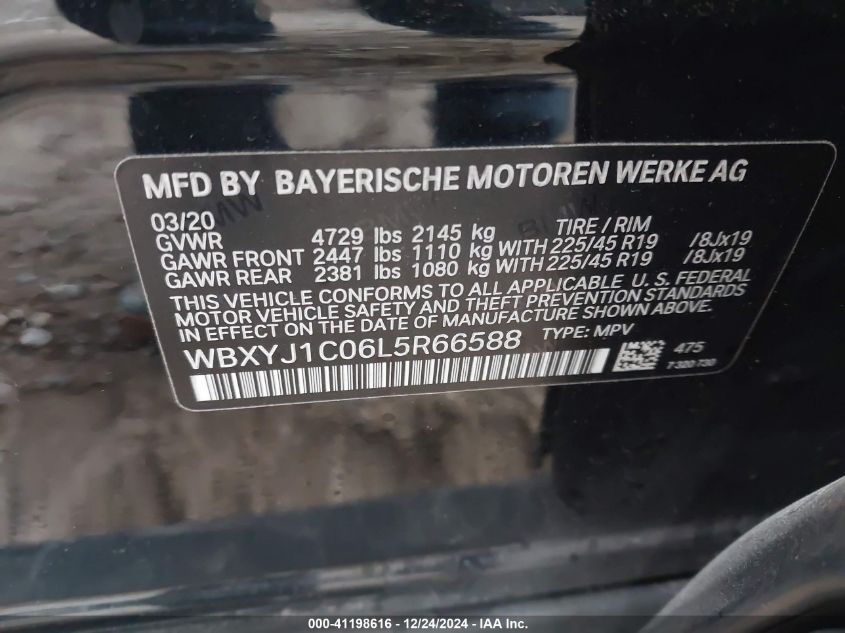 MFD BY BAYERISCHE MOTOREN WERKE AG
03/20 TIRE / RIM
GVWR 4729 lbs 2145 kg
GAWR FRONT 2447 lbs 1110 kg WITH 225/45 R19 /8Jx19
GAWR REAR 2381 lbs 1080 kg WITH 225/45 R19 /8Jx19
THIS VEHICLE CONFORMS TO ALL APPLICABLE U. S. FEDERAL
MOTOR VEHICLE SAFETY AND THEFT PREVENTION STANDARDS
IN EFFECT ON THE DATE OF MANUFACTURE SHOWN ABOVE.
WBXYJ1C06L5R66588 TYPE: MPV
475
7 320 730
000-41198616 - 12/24/2024 -